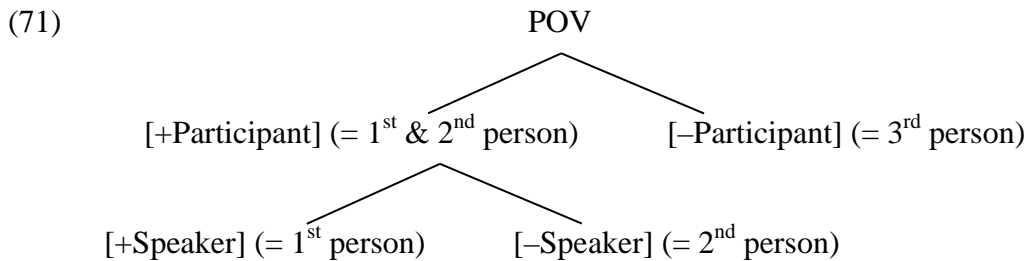 (71) POV
[+Participant] (= 1st & 2nd person) [–Participant] (= 3rd person)
[+Speaker] (= 1st person) [–Speaker] (= 2nd person)